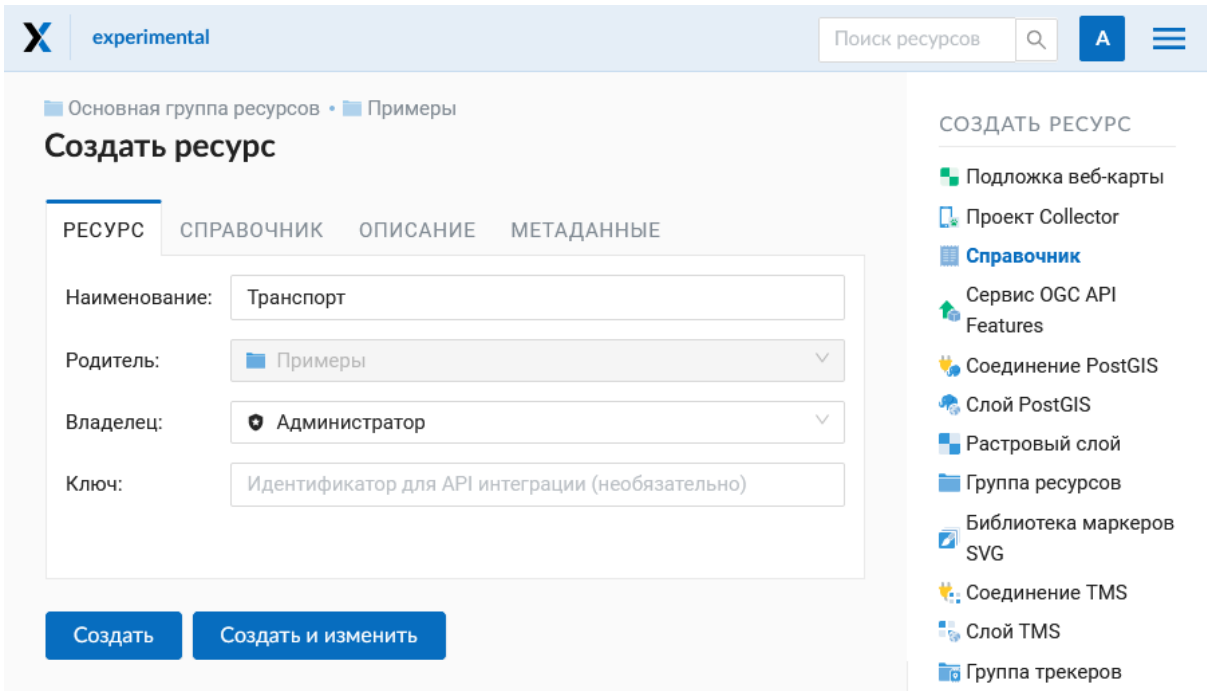 experimental
Поиск ресурсов
A
Основная группа ресурсов • Примеры
Создать ресурс
РЕСУРС СПРАВОЧНИК ОПИСАНИЕ МЕТАДАННЫЕ
Наименование: Транспорт
Родитель: Примеры
Владелец: Администратор
Ключ: Идентификатор для API интеграции (необязательно)
Создать Создать и изменить
СОЗДАТЬ РЕСУРС
Подложка веб-карты
Проект Collector
Справочник
Сервис OGC API
Features
Соединение PostGIS
Слой PostGIS
Растровый слой
Группа ресурсов
Библиотека маркеров
SVG
Соединение TMS
Слой TMS
Группа трекеров